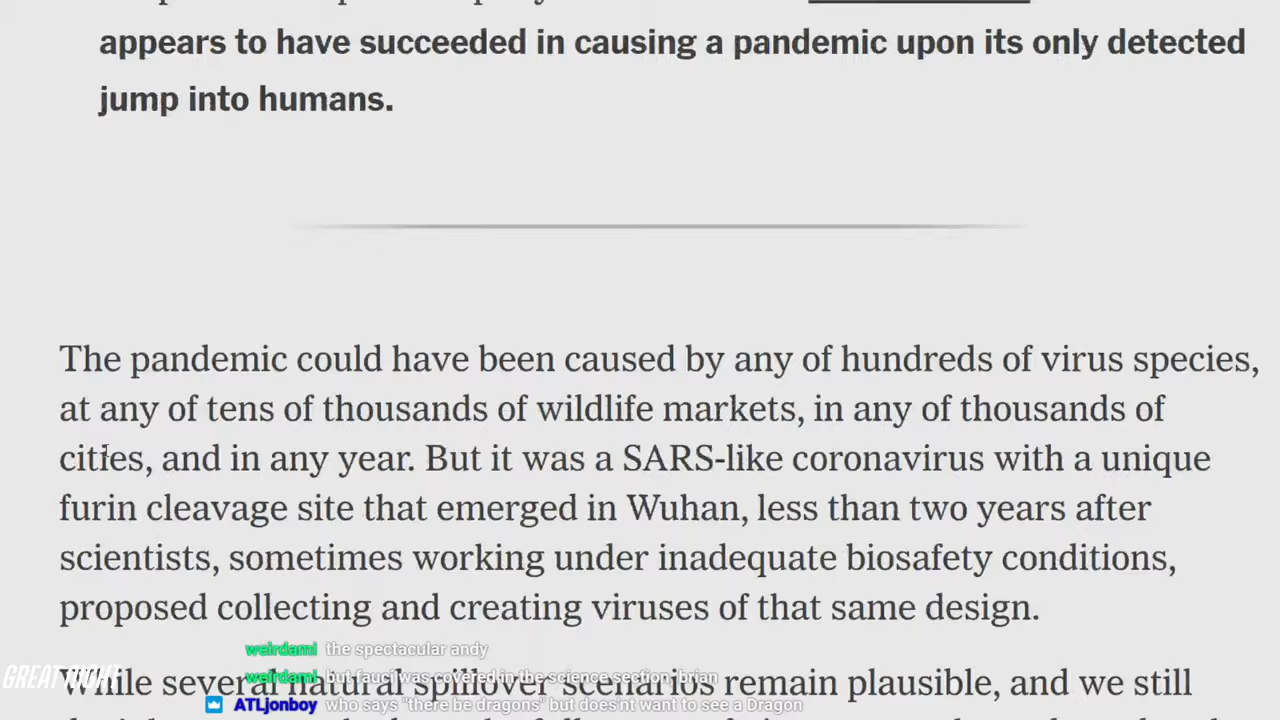 appears to have succeeded in causing a pandemic upon its only detected
jump into humans.
The pandemic could have been caused by any of hundreds of virus species,
at any of tens of thousands of wildlife markets, in any of thousands of
cities, and in any year. But it was a SARS-like coronavirus with a unique
furin cleavage site that emerged in Wuhan, less than two years after
scientists, sometimes working under inadequate biosafety conditions,
proposed collecting and creating viruses of that same design.
weirdami the spectacular andy
weirdami but fauci was covered in the science section, brian
While several natural spillover scenarios remain plausible, and we still
GREAT NIGHT
ATLjonboy who says "there be dragons" but does'nt want to see a Dragon